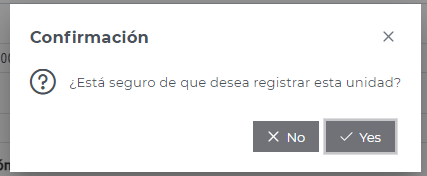 Confirmación
¿Está seguro de que desea registrar esta unidad?
No
Yes